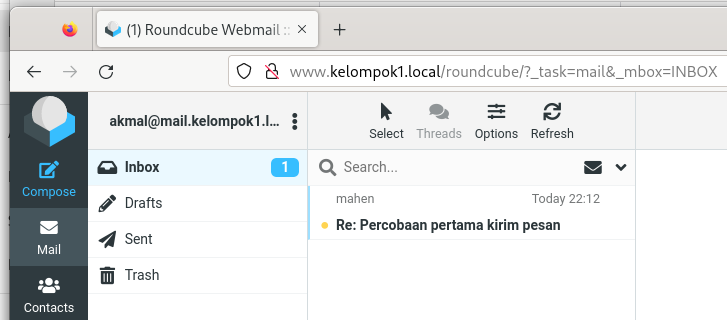 (1) Roundcube Webmail ::
www.kelompok1.local/roundcube/?_task=mail&_mbox=INBOX
akmal@mail.kelompok1.l...
Select
Threads
Options
Refresh
Compose
Mail
Contacts
Inbox 1
Drafts
Sent
Trash
Search...
mahen Today 22:12
Re: Percobaan pertama kirim pesan